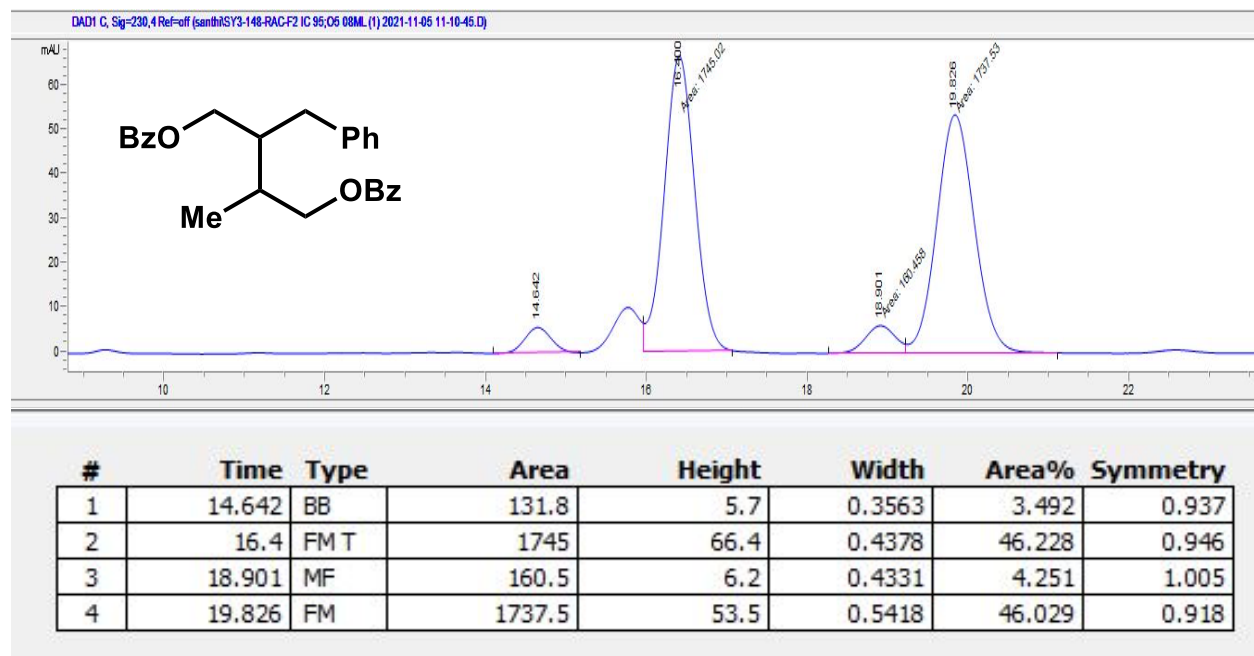 DAD1 C, Sig=230,4 Ref=off (santhi\SY3-148-RAC-F2 IC 95;05 08ML (1) 2021-11-05 11-10-45.D)
mAU
60
50
40
30
20
10
0
10 12 14 16 18 20 22
14.642
16.400
Area: 1745.02
18.901
Area: 160.458
19.826
Area: 1737.53
BzO
Ph
OBz
Me
# Time Type Area Height Width Area% Symmetry
1 14.642 BB 131.8 5.7 0.3563 3.492 0.937
2 16.4 FM T 1745 66.4 0.4378 46.228 0.946
3 18.901 MF 160.5 6.2 0.4331 4.251 1.005
4 19.826 FM 1737.5 53.5 0.5418 46.029 0.918